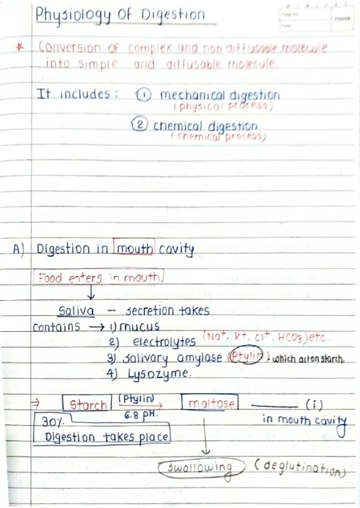 Physiology Of Digestion
* Conversion of complex and non diffusable molecule
into simple and diffusable molecule.
It includes : ① mechanical digestion
(physical process)
② chemical digestion
(chemical process)
A) Digestion in mouth cavity
Food enters in mouth
Saliva – secretion takes
contains → 1) mucus
2) electrolytes (Na+, K+, Cl-, HCO3) etc.
3) salivary amylase (Ptylin) which act on starch.
4) Lysozyme.
→ Starch (Ptylin) → maltose —— (i)
6.8 pH. in mouth cavity.
30%
Digestion takes place
swallowing (deglutination)